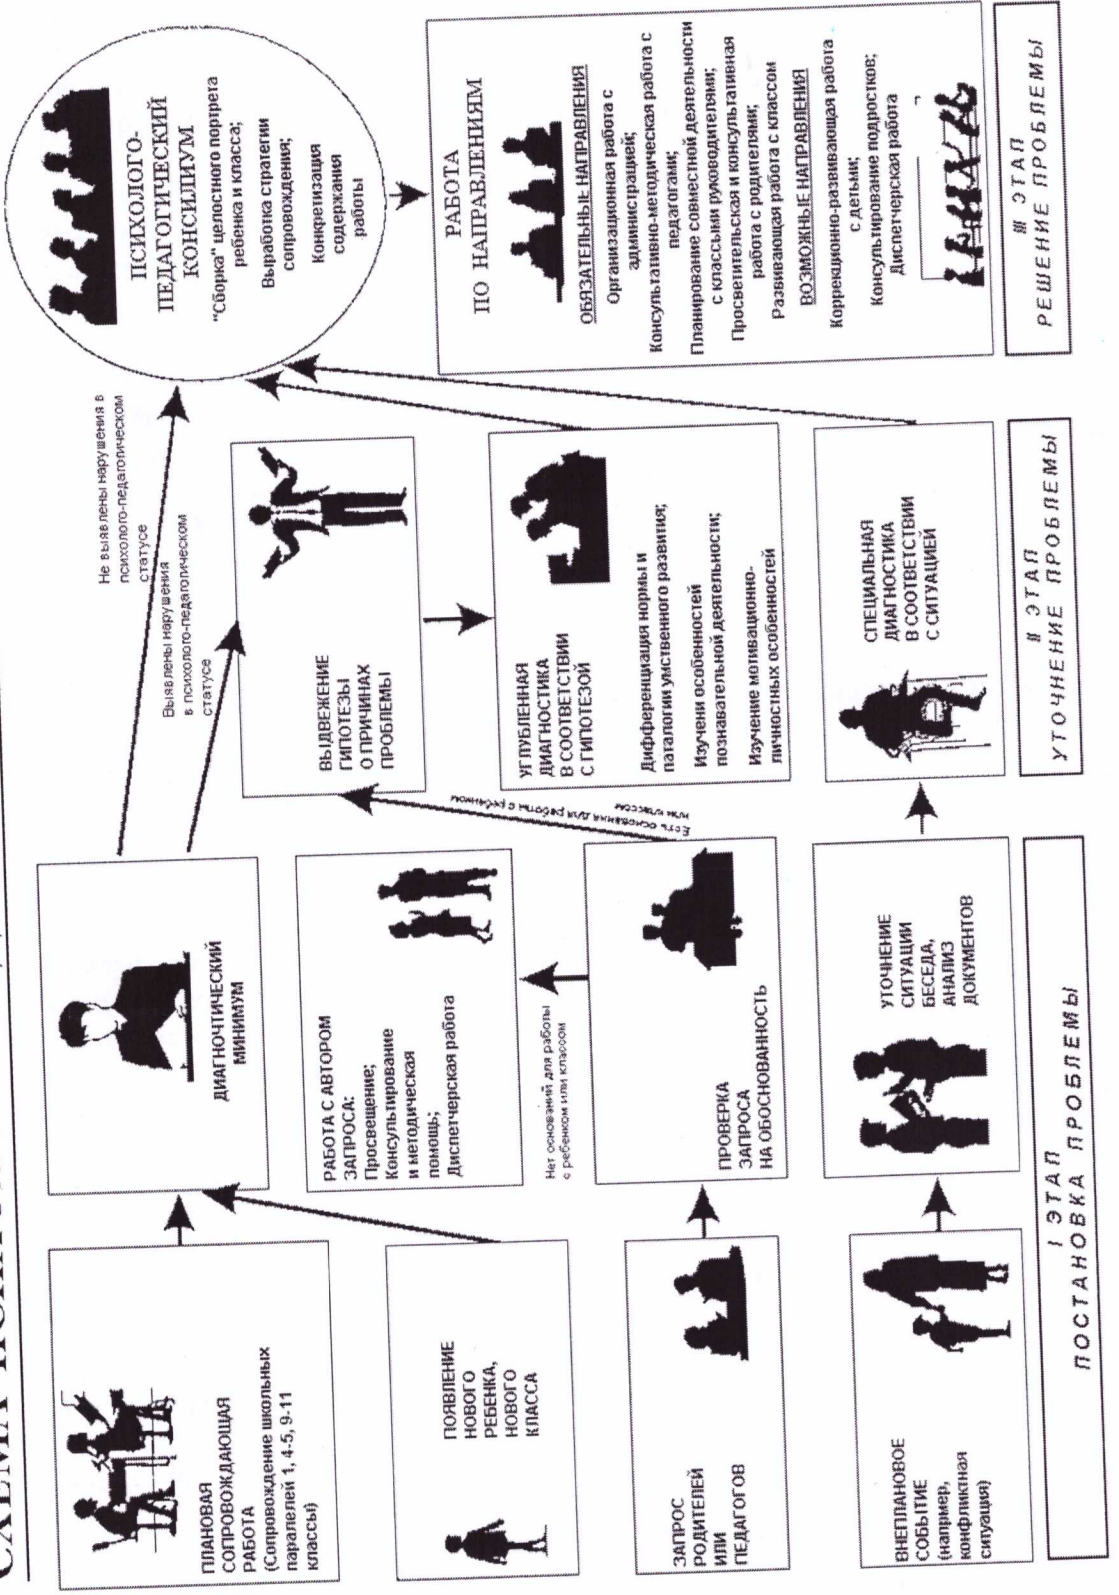 СХЕМА
ПЛАНОВАЯ
СОПРОВОЖДАЮЩАЯ
РАБОТА
(Сопровождение школьных
паралелей 1, 4-5, 9-11
классы)
ПОЯВЛЕНИЕ
НОВОГО
РЕБЕНКА,
НОВОГО
КЛАССА
ЗАПРОС
РОДИТЕЛЕЙ
ИЛИ
ПЕДАГОГОВ
ВНЕПЛАНОВОЕ
СОБЫТИЕ
(напрмер,
конфликтная
ситуация)
ДИАГНОЧТИЧЕСКИЙ
МИНИМУМ
РАБОТА С АВТОРОМ
ЗАПРОСА:
Просвещение;
Консультирование
и методическая
помощь;
Диспетчерская работа
Нет оснований для работы
с ребенком или классом
ПРОВЕРКА
ЗАПРОСА
НА ОБОСНОВАННОСТЬ
УТОЧНЕНИЕ
СИТУАЦИИ
БЕСЕДА,
АНАЛИЗ
ДОКУМЕНТОВ
I ЭТАП
ПОСТАНОВКА ПРОБЛЕМЫ
Не выявлены нарушения в
психолого-педагогическом
статусе
Выявлены нарушения
в психолого-педагогическом
статусе
Есть основания для работы с ребенком
или классом
ВЫДВЕЖЕНИЕ
ГИПОТЕЗЫ
О ПРИЧИНАХ
ПРОБЛЕМЫ
УГЛУБЛЕННАЯ
ДИАГНОСТИКА
В СООТВЕТСТВИИ
С ГИПОТЕЗОЙ
Дифференциация нормы и
паталогии умственного развития;
Изучени особенностей
познавательной деятельности;
Изучение мотивационно-
личностных особенностей
СПЕЦИАЛЬНАЯ
ДИАГНОСТИКА
В СООТВЕТСТВИИ
С СИТУАЦИЕЙ
II ЭТАП
УТОЧНЕНИЕ ПРОБЛЕМЫ
ПСИХОЛОГО-
ПЕДАГОГИЧЕСКИЙ
КОНСИЛИУМ
"Сборка" целостного портрета
ребенка и класса;
Выработка стратегии
сопровождения;
Конкретизация
содержания
работы
РАБОТА
ПО НАПРАВЛЕНИЯМ
ОБЯЗАТЕЛЬНЫЕ НАПРАВЛЕНИЯ
Организационная работа с
администрацией;
Консультативно-методическая работа с
педагогами;
Планирование совместной деятельности
с классными руководителями;
Просветительская и консультативная
работа с родителями;
Развивающая работа с классом
ВОЗМОЖНЫЕ НАПРАВЛЕНИЯ
Коррекционно-развивающая работа
с детьми;
Консультирование подростков;
Диспетчерская работа
III ЭТАП
РЕШЕНИЕ ПРОБЛЕМЫ